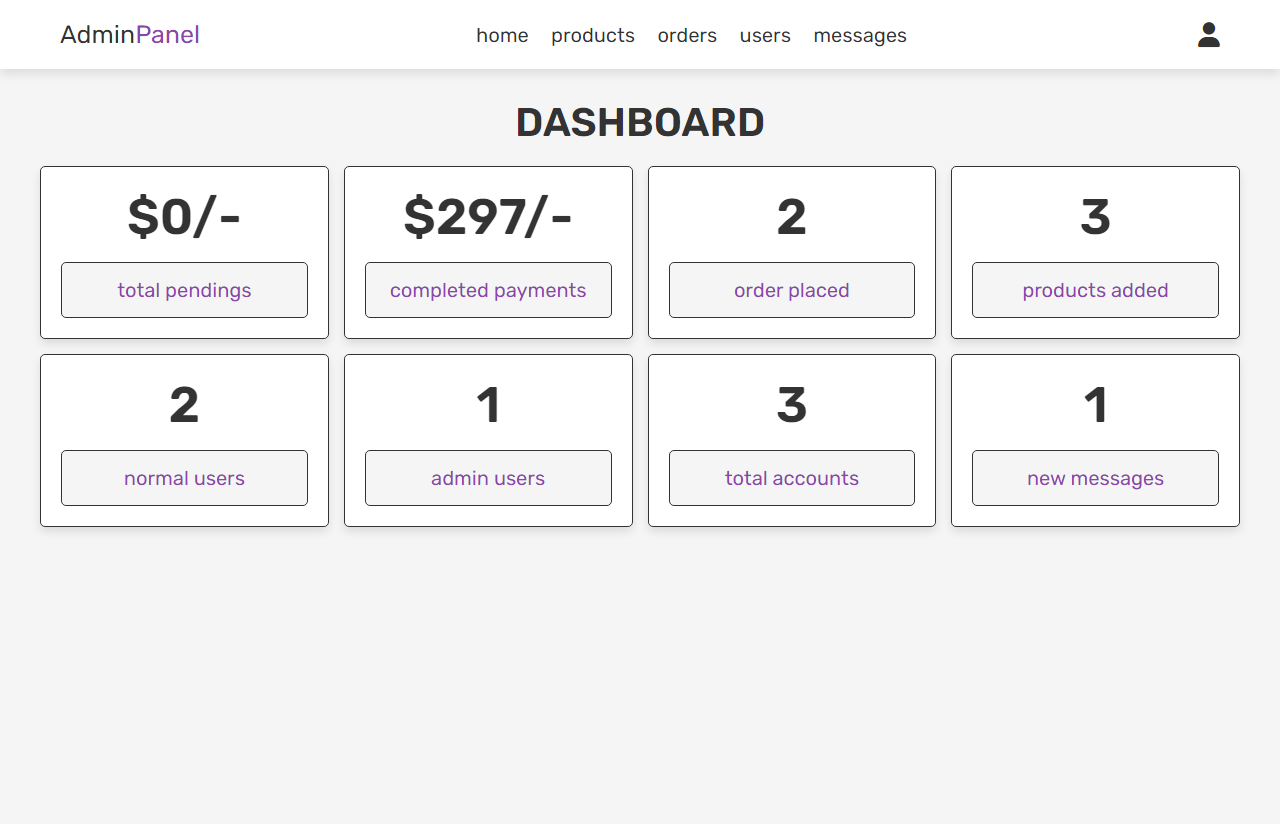 AdminPanel
home products orders users messages
DASHBOARD
$0/-
total pendings
$297/-
completed payments
2
order placed
3
products added
2
normal users
1
admin users
3
total accounts
1
new messages